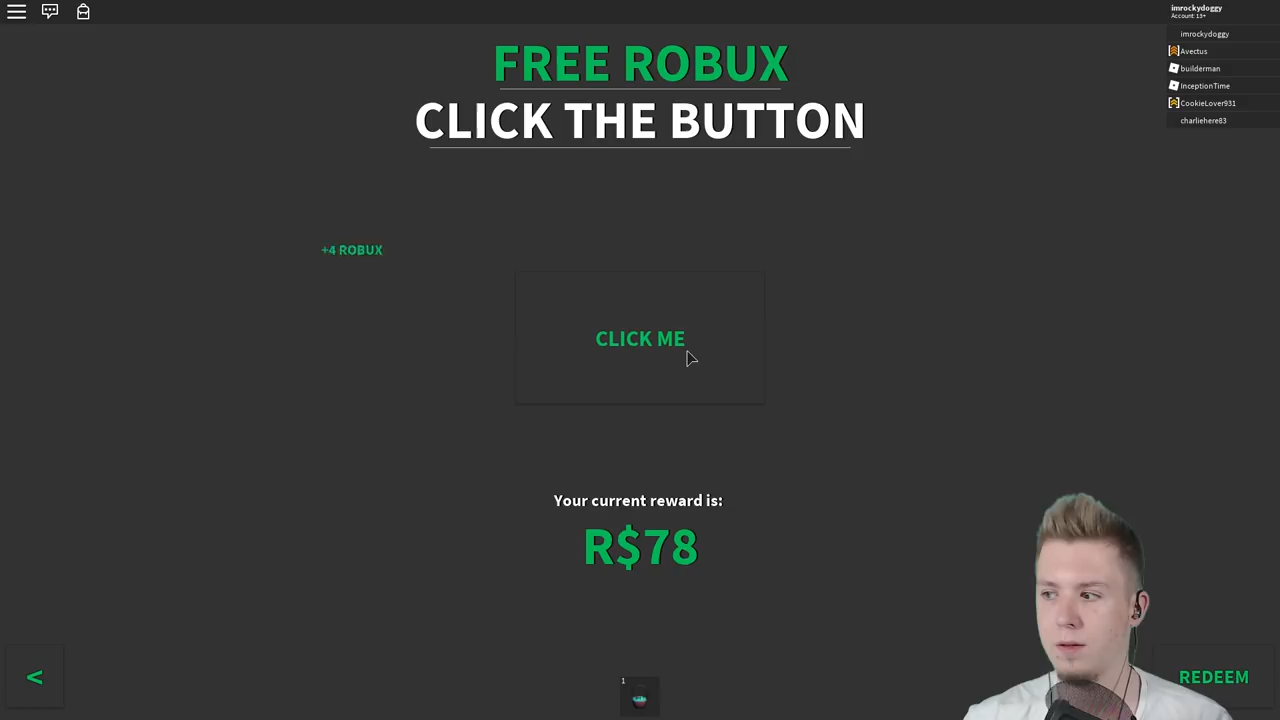 imrockydoggy
Account: 13+
imrockydoggy
Avectus
builderman
InceptionTime
CookieLover931
charliehere83
FREE ROBUX
CLICK THE BUTTON
+4 ROBUX
CLICK ME
Your current reward is:
R$78
<
1
REDEEM